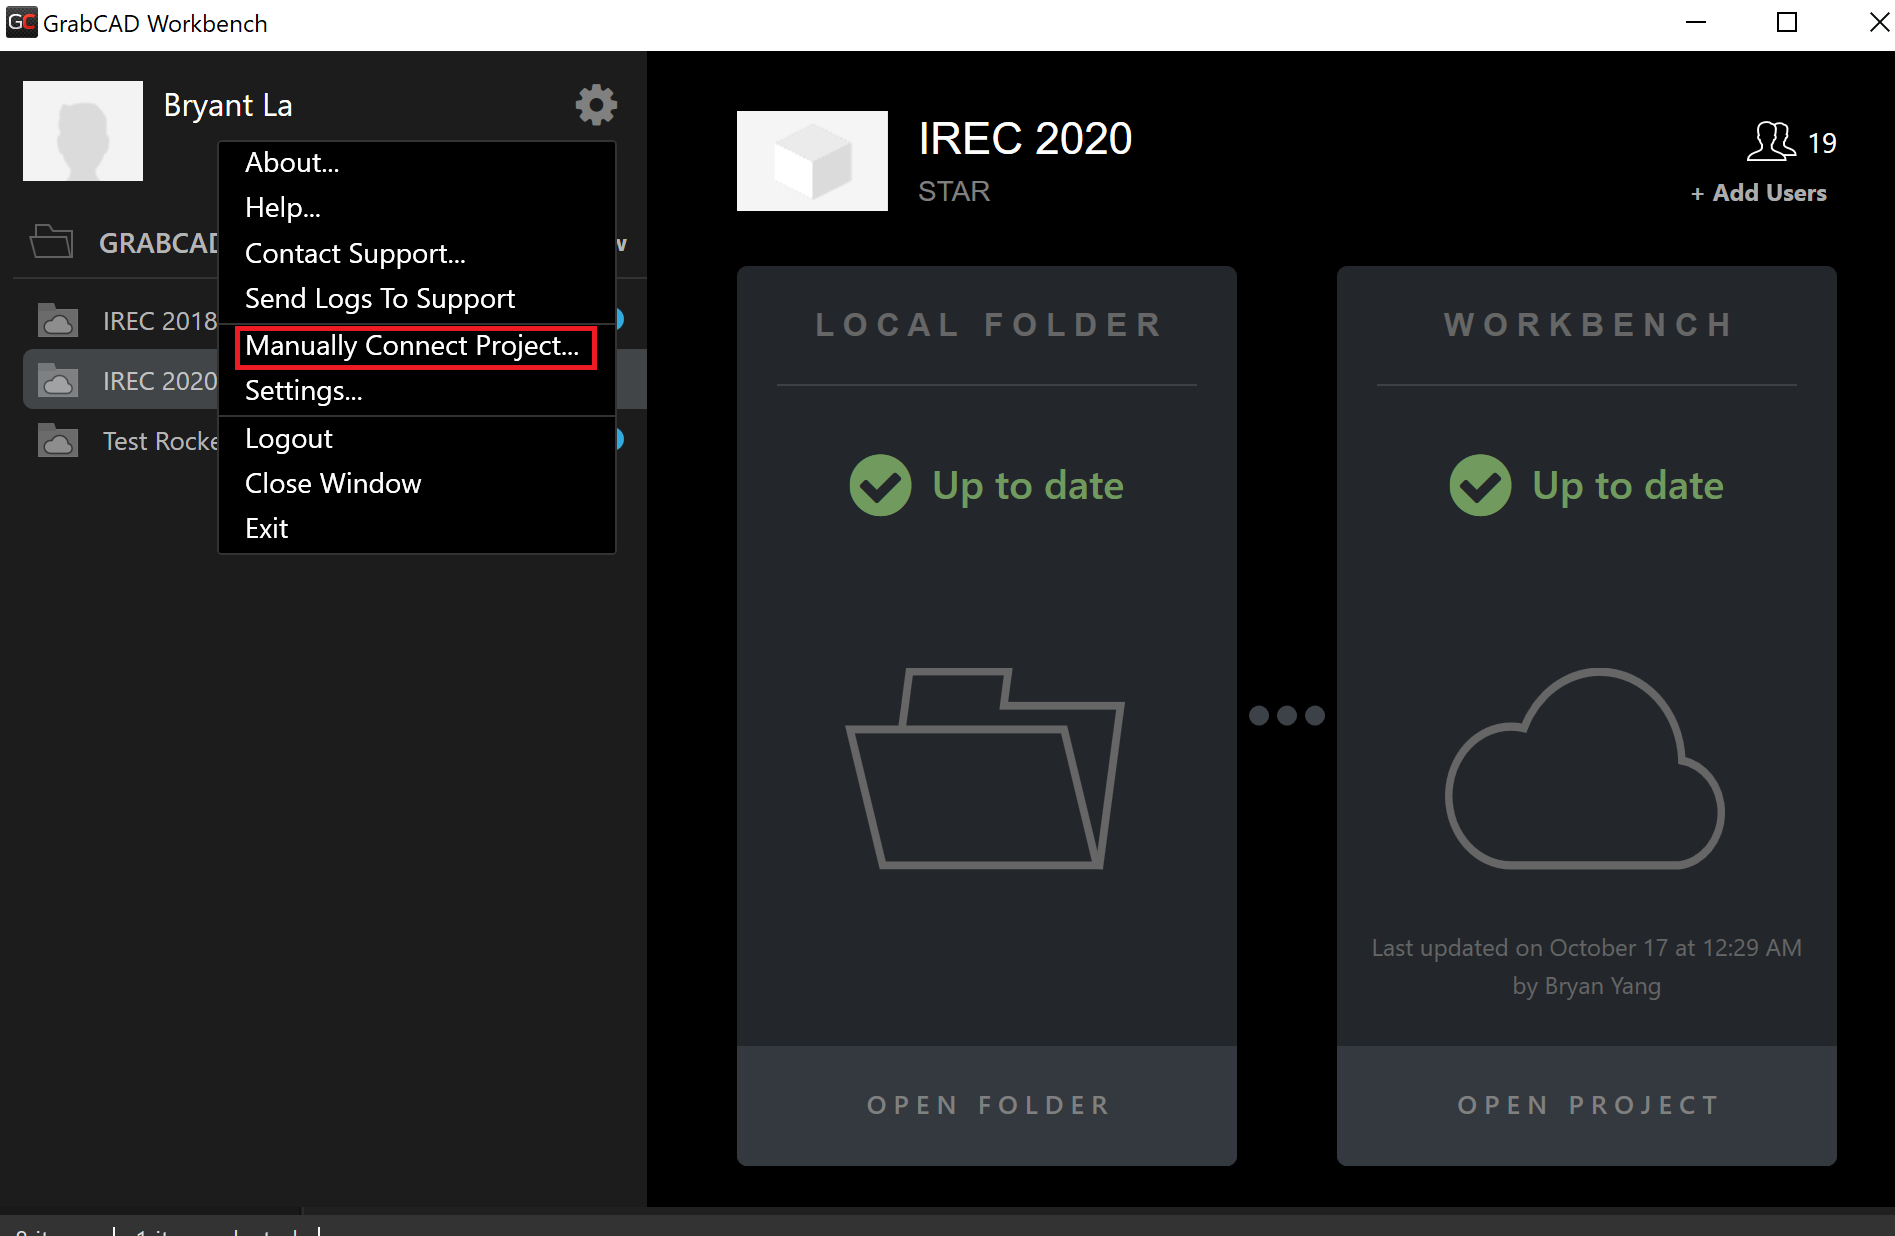 GC GrabCAD Workbench
Bryant La
About...
Help...
Contact Support...
Send Logs To Support
Manually Connect Project...
Settings...
Logout
Close Window
Exit
GRABCAD
IREC 2018
IREC 2020
Test Rocke
IREC 2020
STAR
19
+ Add Users
LOCAL FOLDER
Up to date
OPEN FOLDER
WORKBENCH
Up to date
Last updated on October 17 at 12:29 AM
by Bryan Yang
OPEN PROJECT